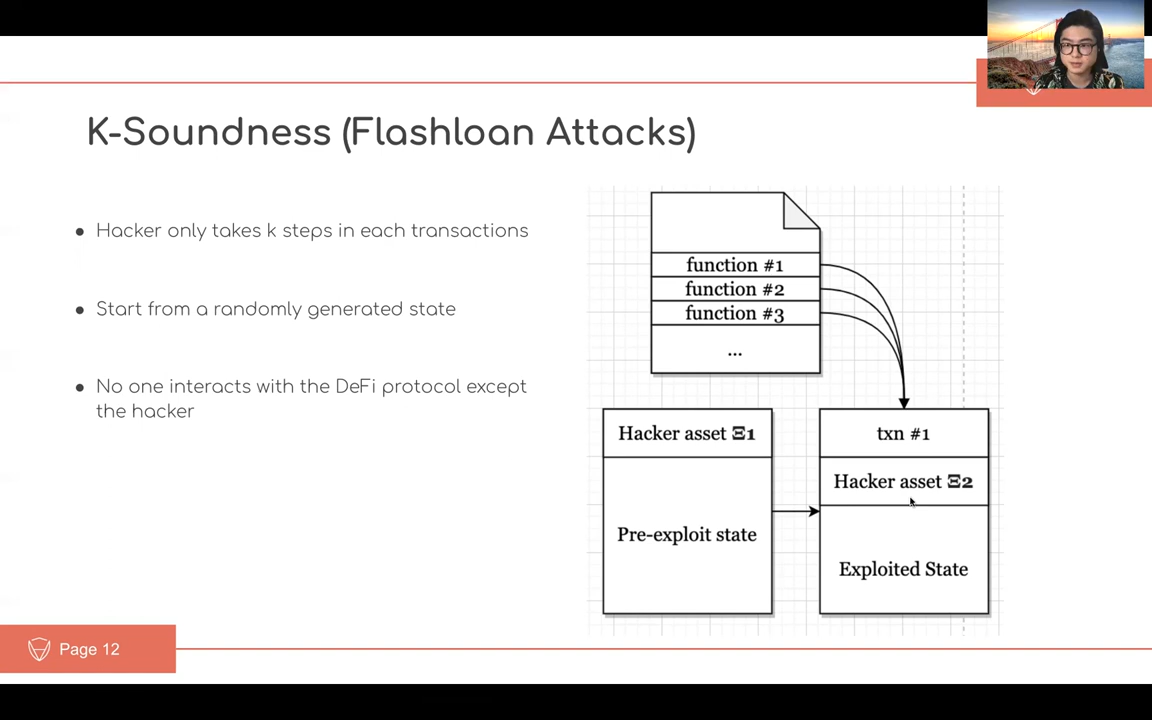 K-Soundness (Flashloan Attacks)
● Hacker only takes k steps in each transactions
● Start from a randomly generated state
● No one interacts with the DeFi protocol except
the hacker
function #1
function #2
function #3
...
Hacker asset Ξ1
Pre-exploit state
txn #1
Hacker asset Ξ2
Exploited State
Page 12